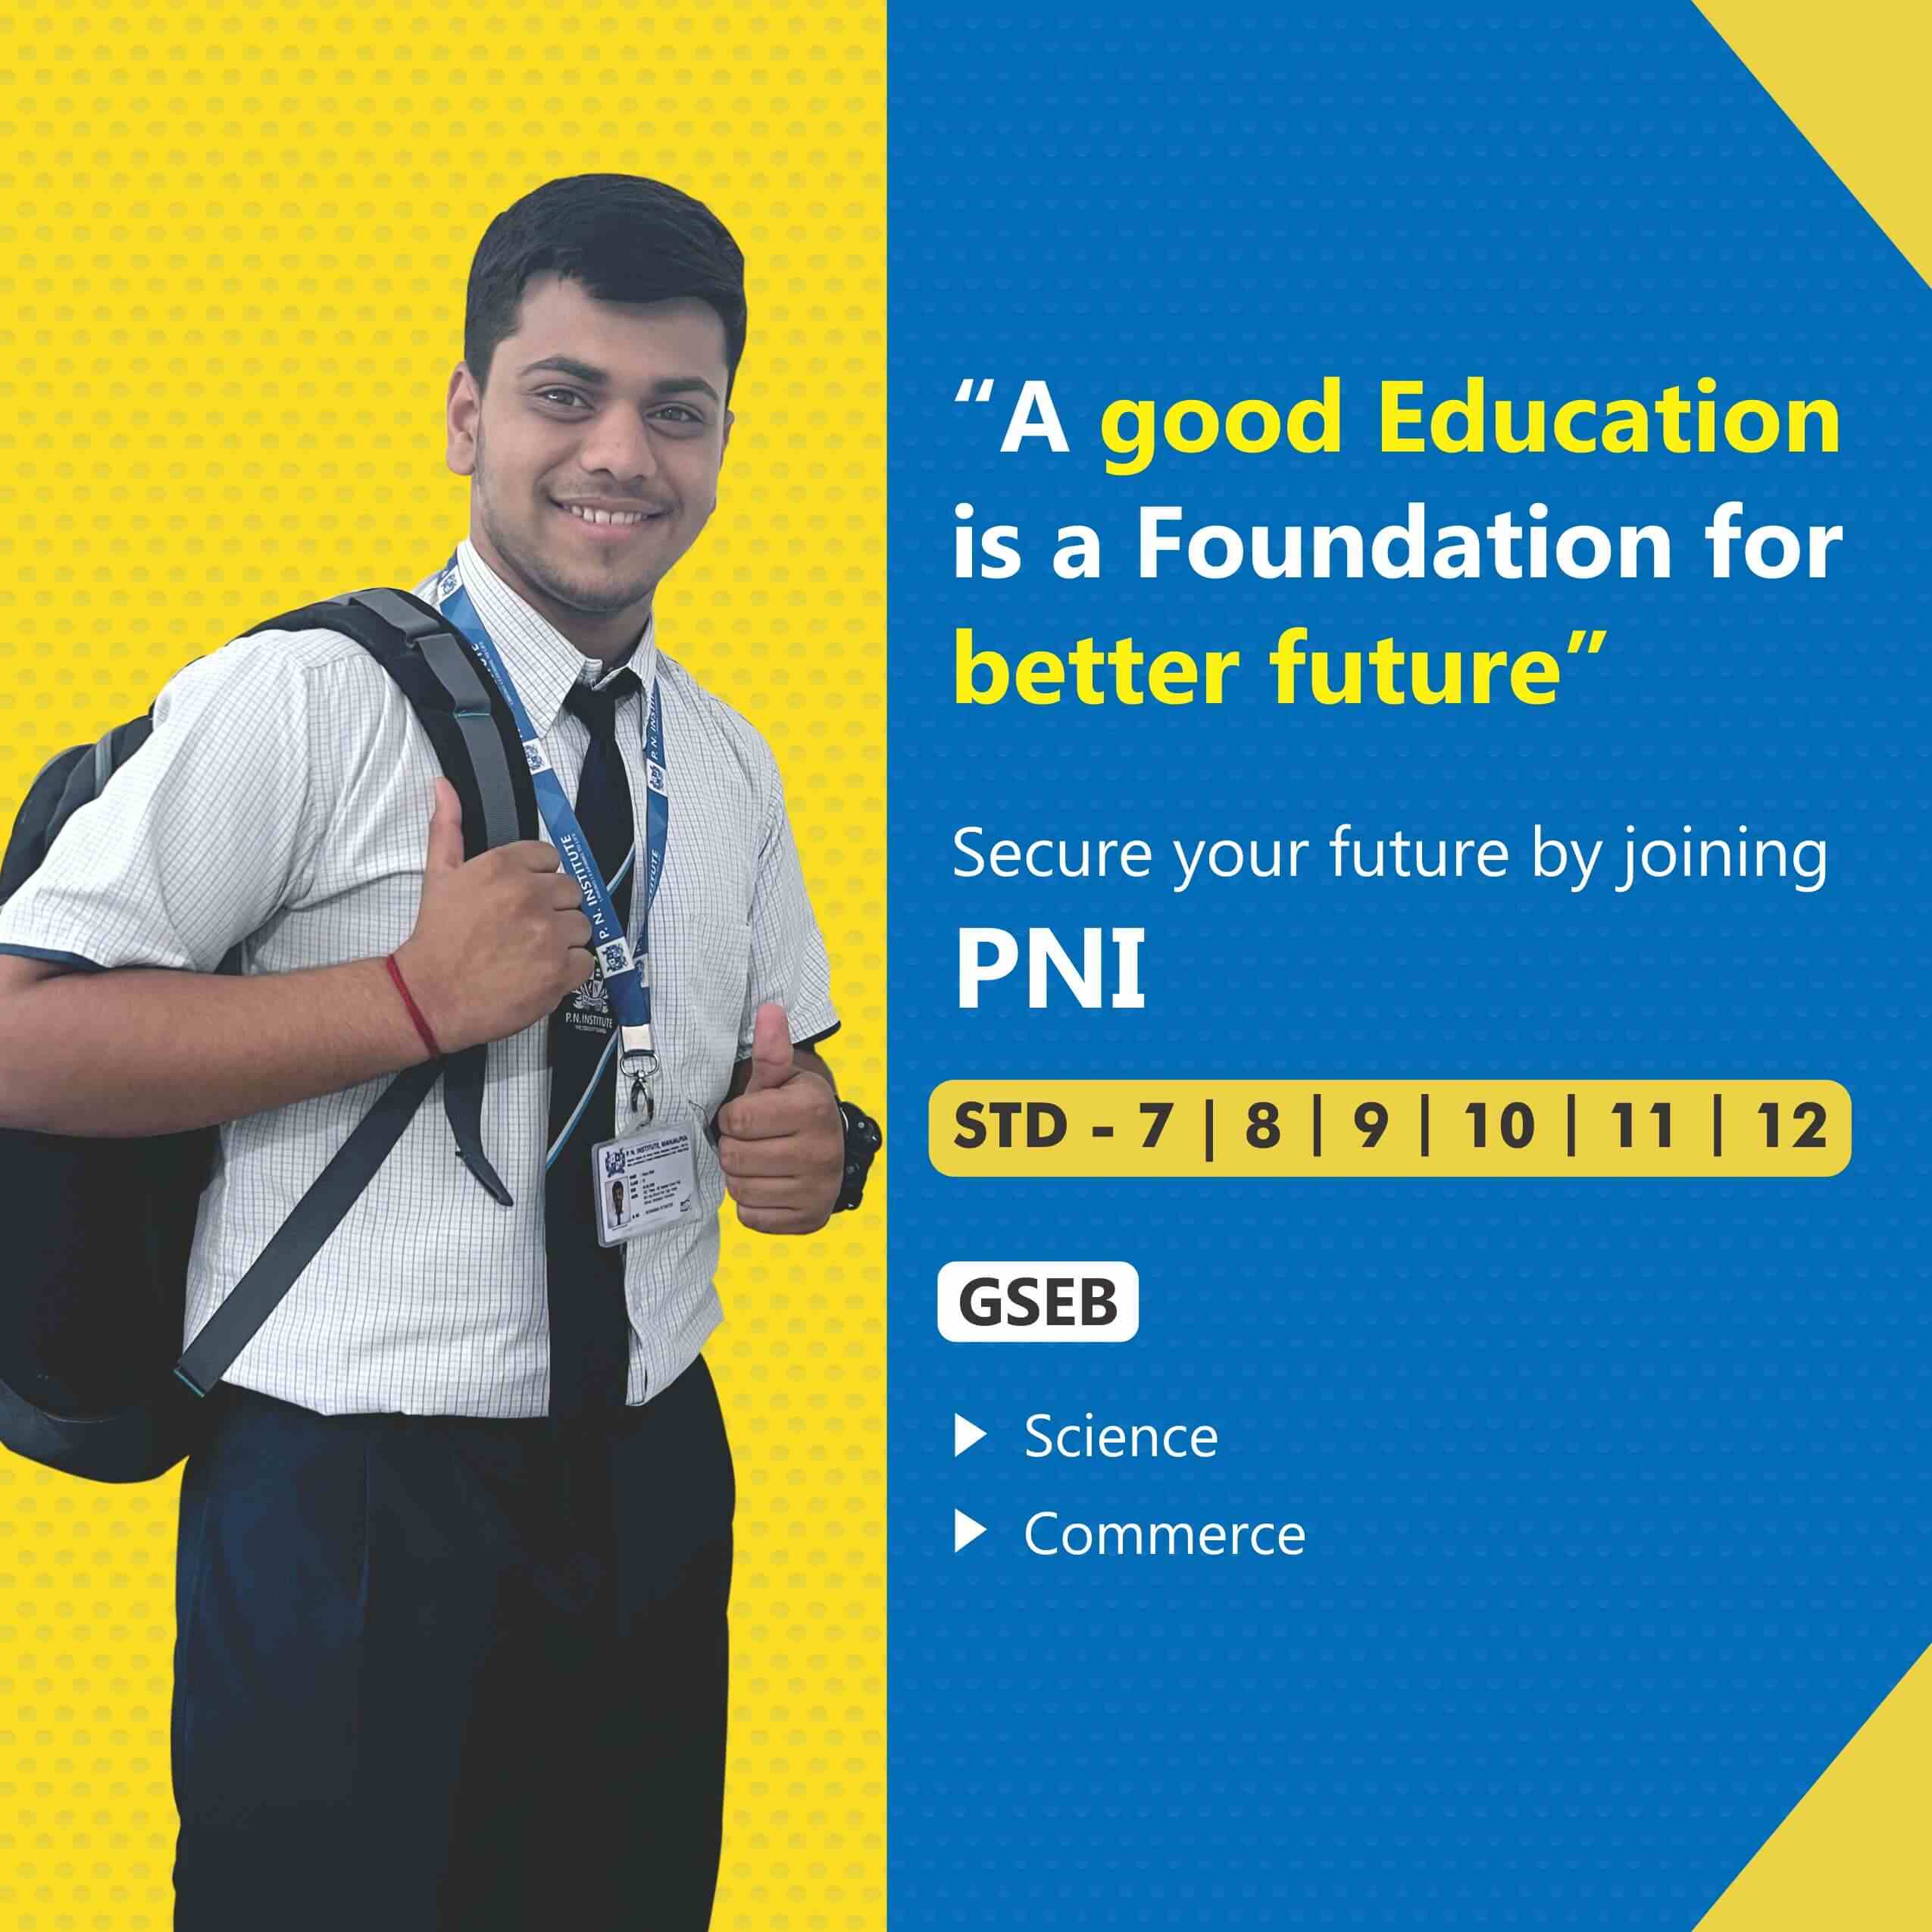 “A good Education
is a Foundation for
better future”
Secure your future by joining
PNI
STD - 7 | 8 | 9 | 10 | 11 | 12
GSEB
Science
Commerce
P. N. INSTITUTE
P. N. INSTITUTE
P.N. INSTITUTE